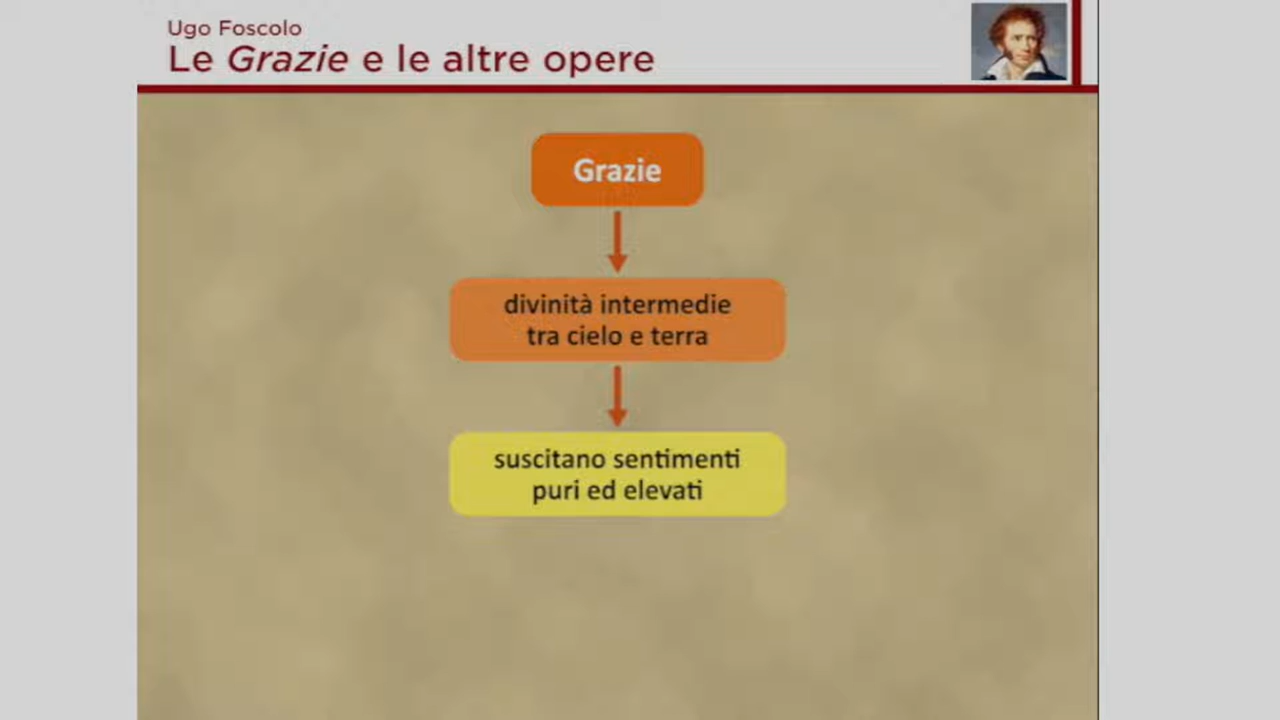 Ugo Foscolo
Le Grazie e le altre opere
Grazie
divinità intermedie
tra cielo e terra
suscitano sentimenti
puri ed elevati